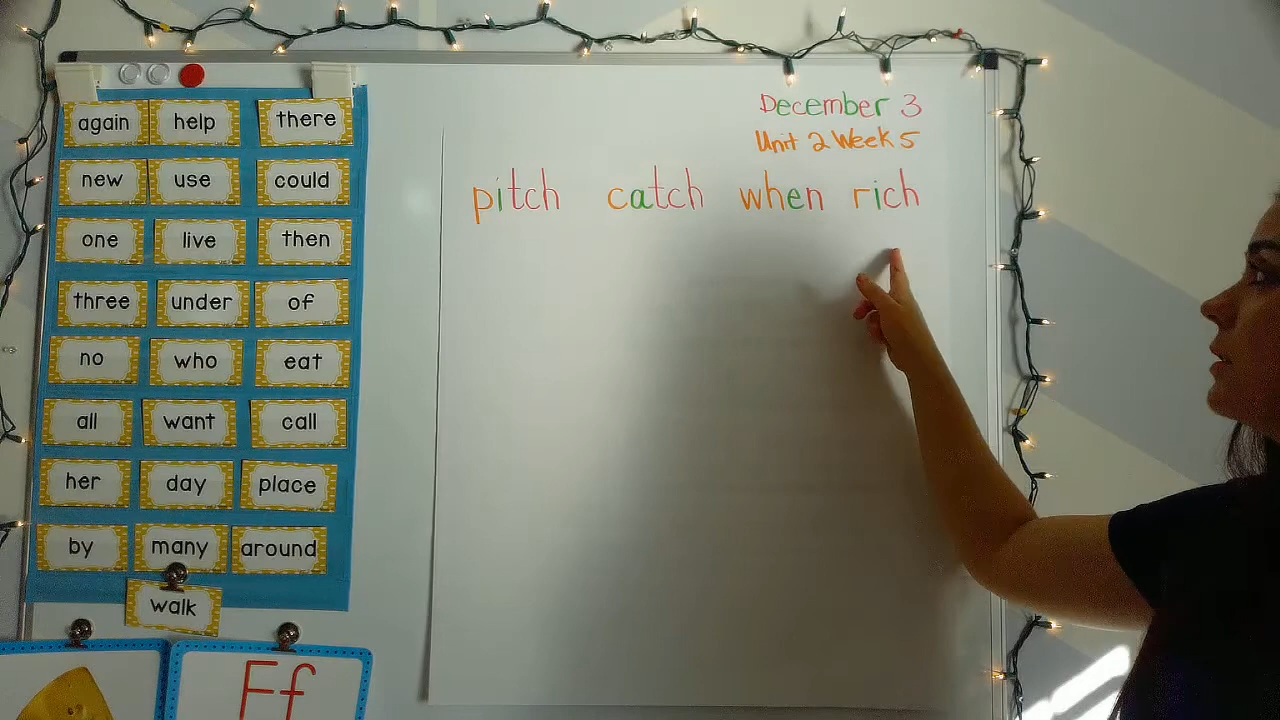 again help there
new use could
one live then
three under of
no who eat
all want call
her day place
by many around
walk
Ff
December 3
Unit 2 Week 5
pitch catch when rich